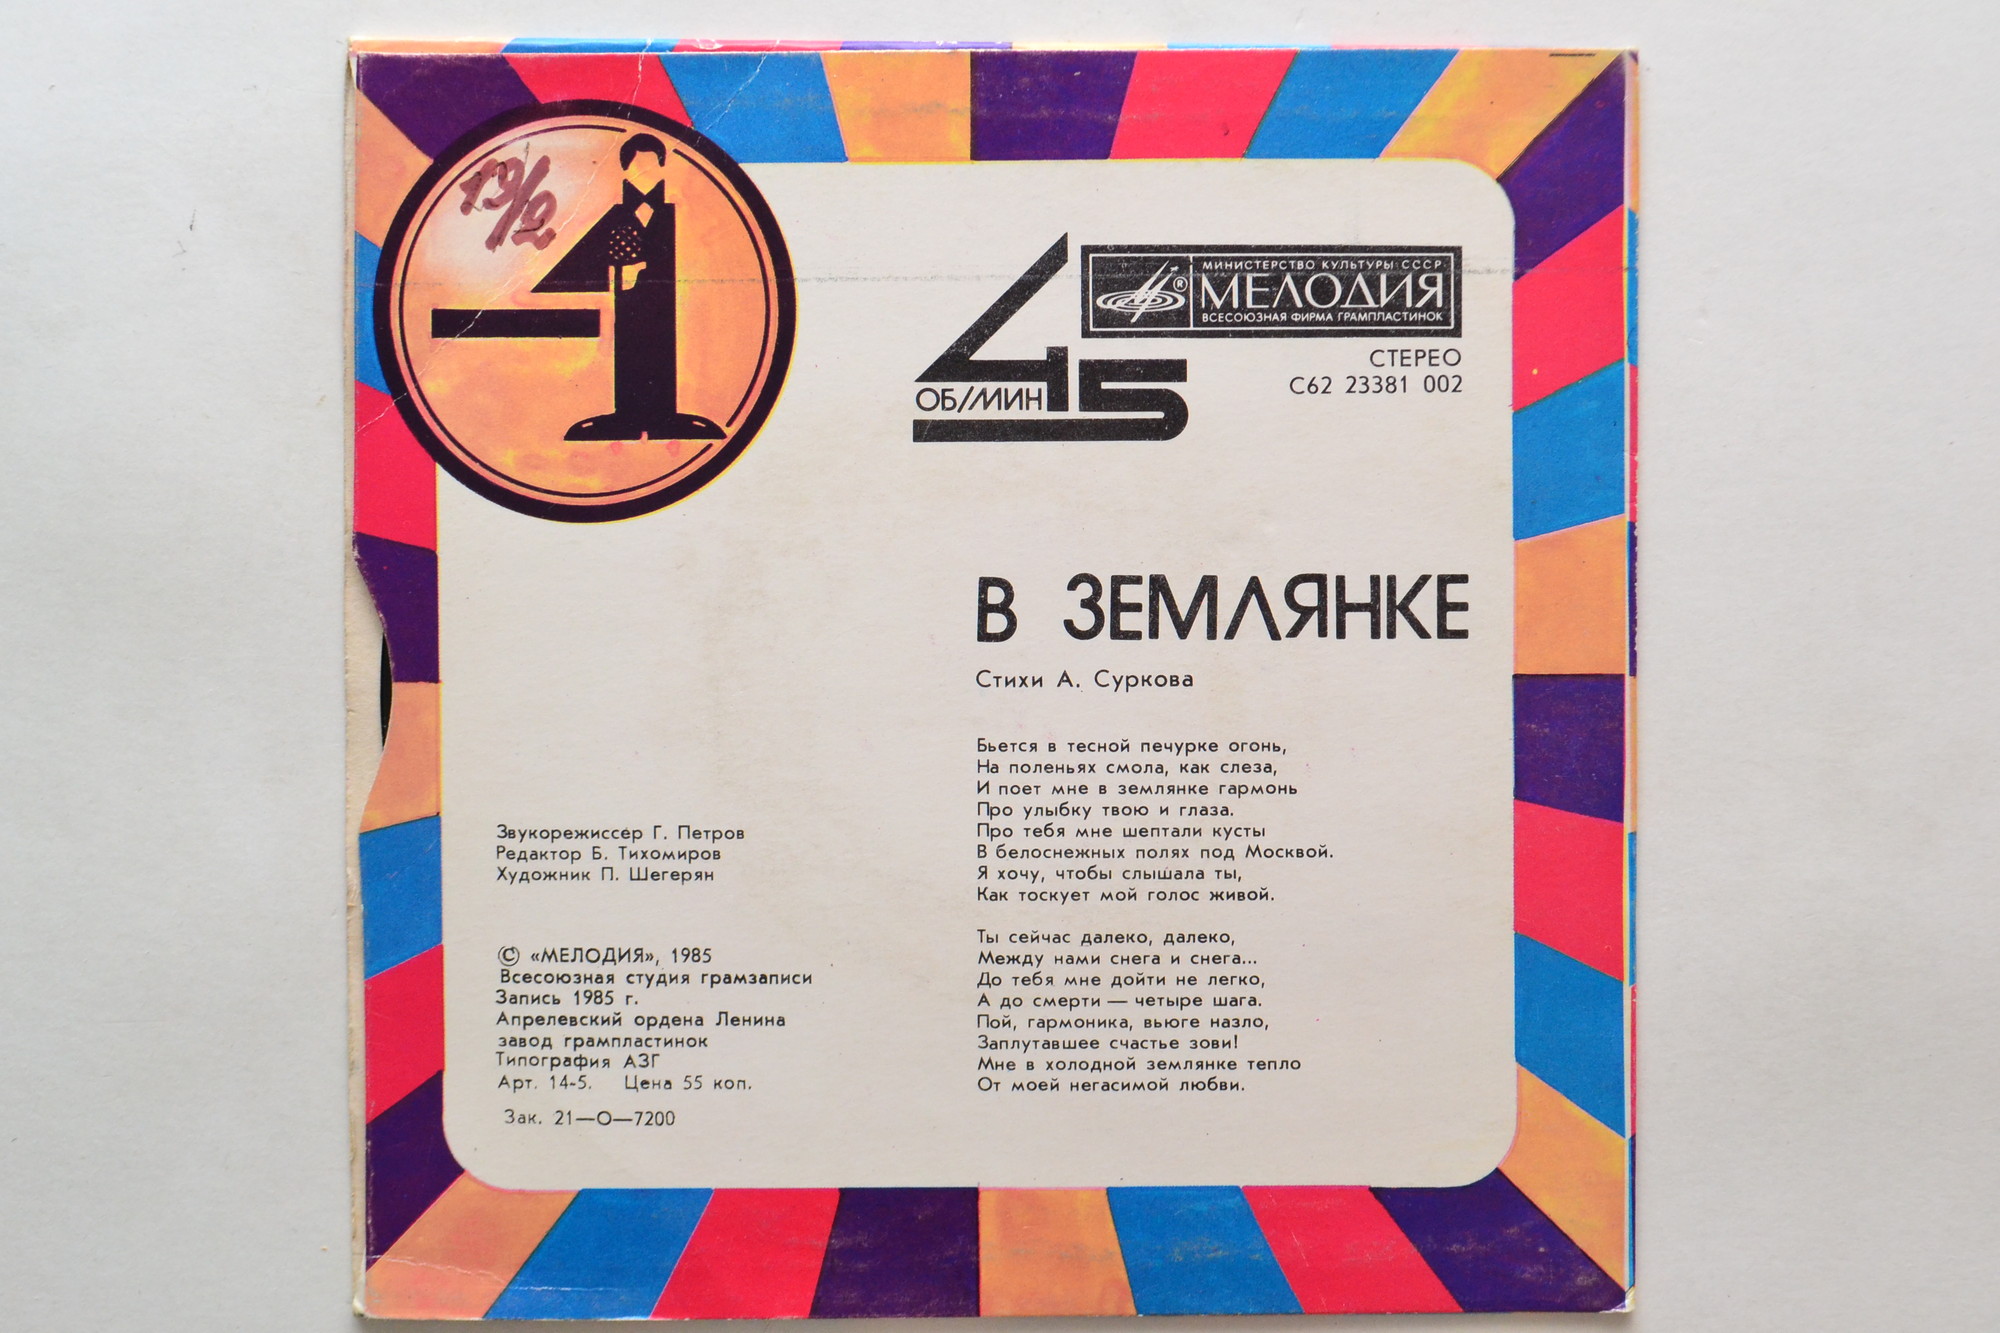 13/2
-1
45
ОБ/МИН
МИНИСТЕРСТВО КУЛЬТУРЫ СССР
МЕЛОДИЯ
ВСЕСОЮЗНАЯ ФИРМА ГРАМПЛАСТИНОК
СТЕРЕО
С62 23381 002
В ЗЕМЛЯНКЕ
Стихи А. Суркова
Бьется в тесной печурке огонь,
На поленьях смола, как слеза,
И поет мне в землянке гармонь
Про улыбку твою и глаза.
Про тебя мне шептали кусты
В белоснежных полях под Москвой.
Я хочу, чтобы слышала ты,
Как тоскует мой голос живой.
Ты сейчас далеко, далеко,
Между нами снега и снега...
До тебя мне дойти не легко,
А до смерти — четыре шага.
Пой, гармоника, вьюге назло,
Заплутавшее счастье зови!
Мне в холодной землянке тепло
От моей негасимой любви.
Звукорежиссер Г. Петров
Редактор Б. Тихомиров
Художник П. Шегерян
© «МЕЛОДИЯ», 1985
Всесоюзная студия грамзаписи
Запись 1985 г.
Апрелевский ордена Ленина
завод грампластинок
Типография АЗГ
Арт. 14-5. Цена 55 коп.
Зак. 21—О—7200